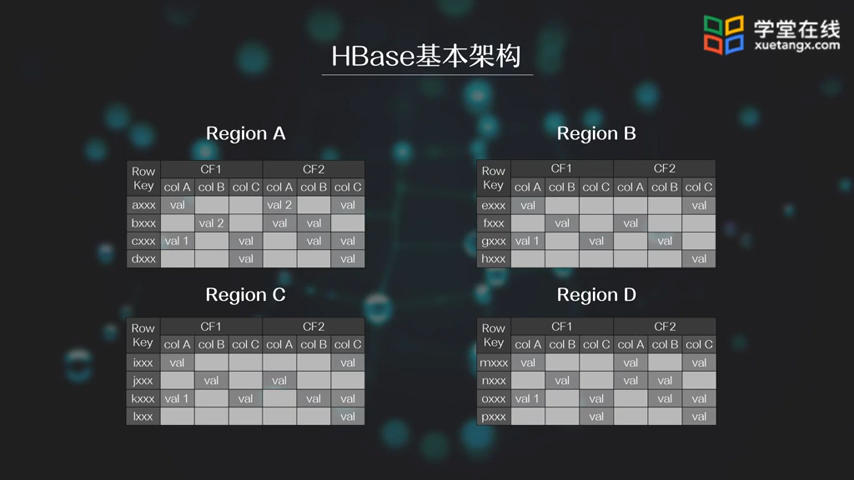 学堂在线
xuetangx.com
HBase基本架构
Region A
Row Key CF1 CF2
col A col B col C col A col B col C
axxx val val 2 val
bxxx val 2 val val
cxxx val 1 val val val
dxxx val val
Region B
Row Key CF1 CF2
col A col B col C col A col B col C
exxx val val
fxxx val val
gxxx val 1 val val
hxxx val
Region C
Row Key CF1 CF2
col A col B col C col A col B col C
ixxx val val
jxxx val val
kxxx val 1 val val val
lxxx val
Region D
Row Key CF1 CF2
col A col B col C col A col B col C
mxxx val val val
nxxx val val val
oxxx val 1 val val val
pxxx val val